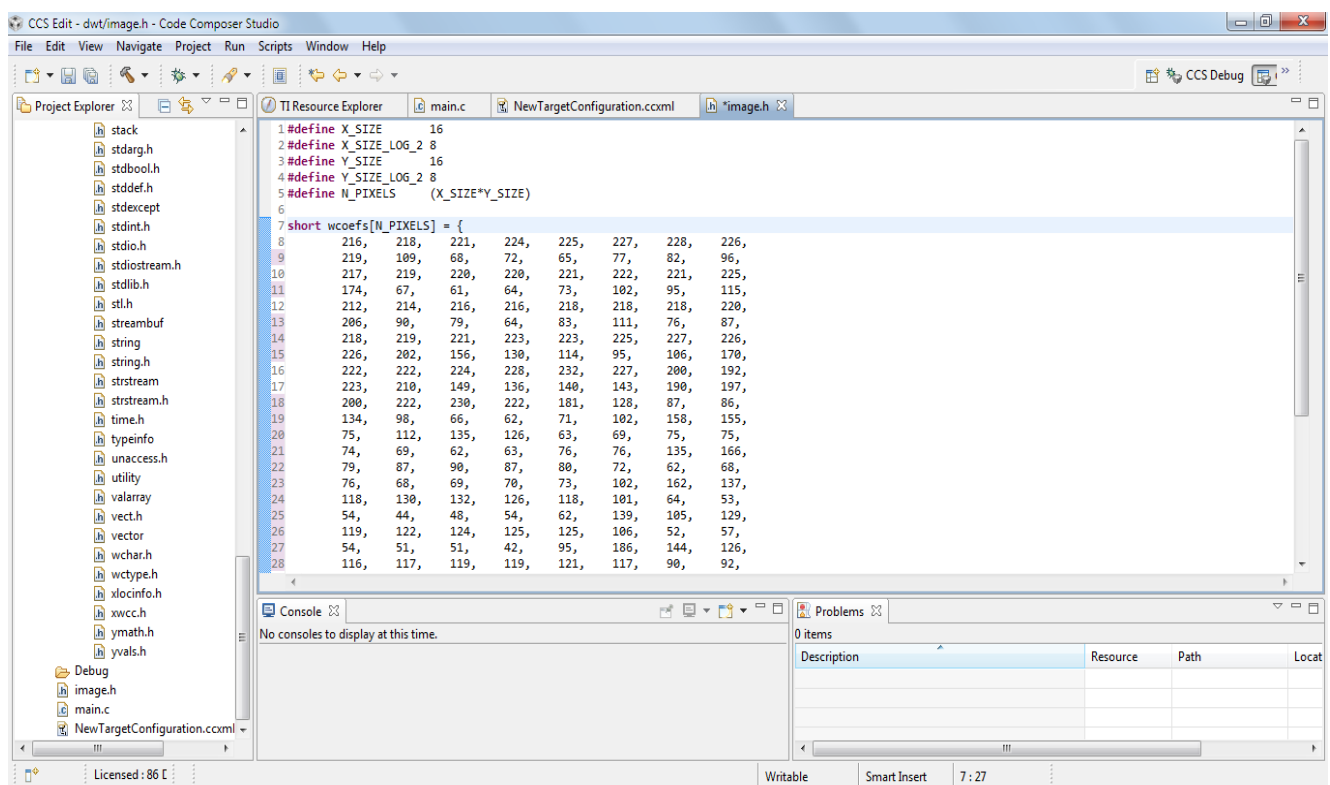 CCS Edit - dwt/image.h - Code Composer Studio
File Edit View Navigate Project Run Scripts Window Help
CCS Debug
Project Explorer
stack
stdarg.h
stdbool.h
stddef.h
stdexcept
stdint.h
stdio.h
stdiostream.h
stdlib.h
stl.h
streambuf
string
string.h
strstream
strstream.h
time.h
typeinfo
unaccess.h
utility
valarray
vect.h
vector
wchar.h
wctype.h
xlocinfo.h
xwcc.h
ymath.h
yvals.h
Debug
image.h
main.c
NewTargetConfiguration.ccxml
TI Resource Explorer main.c NewTargetConfiguration.ccxml *image.h
1 #define X_SIZE 16
2 #define X_SIZE_LOG_2 8
3 #define Y_SIZE 16
4 #define Y_SIZE_LOG_2 8
5 #define N_PIXELS (X_SIZE*Y_SIZE)
6
7 short wcoefs[N_PIXELS] = {
8 216, 218, 221, 224, 225, 227, 228, 226,
9 219, 109, 68, 72, 65, 77, 82, 96,
10 217, 219, 220, 220, 221, 222, 221, 225,
11 174, 67, 61, 64, 73, 102, 95, 115,
12 212, 214, 216, 216, 218, 218, 218, 220,
13 206, 90, 79, 64, 83, 111, 76, 87,
14 218, 219, 221, 223, 223, 225, 227, 226,
15 226, 202, 156, 130, 114, 95, 106, 170,
16 222, 222, 224, 228, 232, 227, 200, 192,
17 223, 210, 149, 136, 140, 143, 190, 197,
18 200, 222, 230, 222, 181, 128, 87, 86,
19 134, 98, 66, 62, 71, 102, 158, 155,
20 75, 112, 135, 126, 63, 69, 75, 75,
21 74, 69, 62, 63, 76, 76, 135, 166,
22 79, 87, 90, 87, 80, 72, 62, 68,
23 76, 68, 69, 70, 73, 102, 162, 137,
24 118, 130, 132, 126, 118, 101, 64, 53,
25 54, 44, 48, 54, 62, 139, 105, 129,
26 119, 122, 124, 125, 125, 106, 52, 57,
27 54, 51, 51, 42, 95, 186, 144, 126,
28 116, 117, 119, 119, 121, 117, 90, 92,
Console
No consoles to display at this time.
Problems
0 items
Description Resource Path Locat
Licensed : 86 Writable Smart Insert 7 : 27